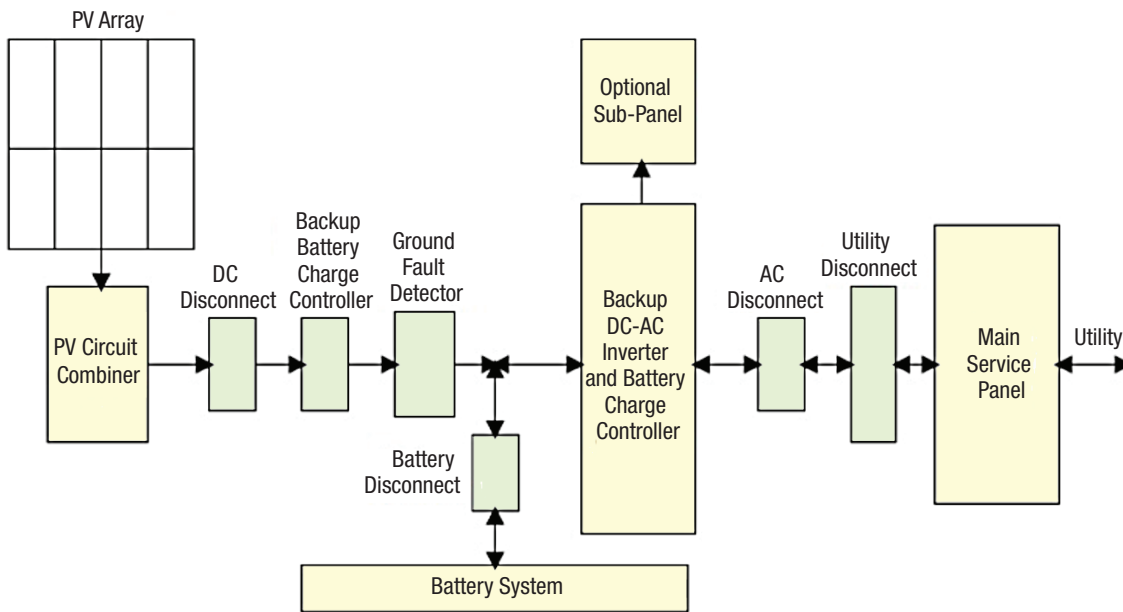 PV Array
Optional
Sub-Panel
Backup
Battery
Charge
Controller
Ground
Fault
Detector
DC
Disconnect
Utility
Disconnect
AC
Disconnect
PV Circuit
Combiner
Backup
DC-AC
Inverter
and Battery
Charge
Controller
Main
Service
Panel
Utility
Battery
Disconnect
Battery System